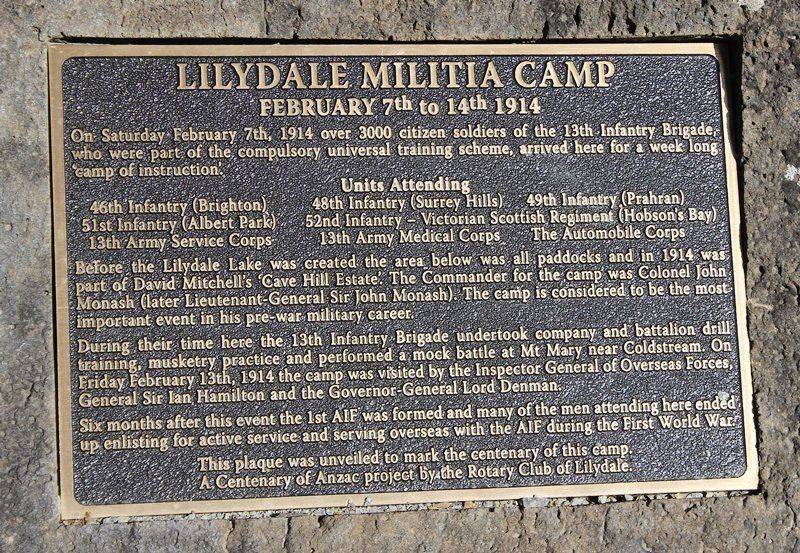 LILYDALE MILITIA CAMP
FEBRUARY 7th to 14th 1914
On Saturday February 7th, 1914 over 3000 citizen soldiers of the 13th Infantry Brigade,
who were part of the compulsory universal training scheme, arrived here for a week long
'camp of instruction.'
Units Attending
46th Infantry (Brighton) 48th Infantry (Surrey Hills) 49th Infantry (Prahran)
51st Infantry (Albert Park) 52nd Infantry – Victorian Scottish Regiment (Hobson's Bay)
13th Army Service Corps 13th Army Medical Corps The Automobile Corps
Before the Lilydale Lake was created the area below was all paddocks and in 1914 was
part of David Mitchell's 'Cave Hill Estate.' The Commander for the camp was Colonel John
Monash (later Lieutenant-General Sir John Monash). The camp is considered to be the most
important event in his pre-war military career.
During their time here the 13th Infantry Brigade undertook company and battalion drill
training, musketry practice and performed a mock battle at Mt Mary near Coldstream. On
Friday February 13th, 1914 the camp was visited by the Inspector General of Overseas Forces,
General Sir Ian Hamilton and the Governor-General Lord Denman.
Six months after this event the 1st AIF was formed and many of the men attending here ended
up enlisting for active service and serving overseas with the AIF during the First World War.
This plaque was unveiled to mark the centenary of this camp.
A Centenary of Anzac project by the Rotary Club of Lilydale.